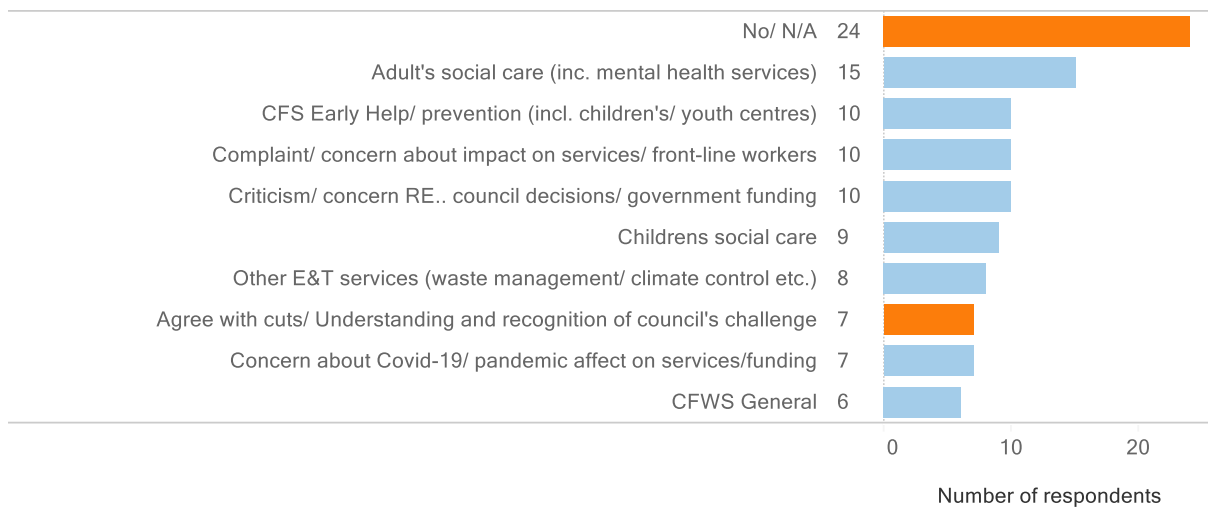 No/ N/A 24
Adult's social care (inc. mental health services) 15
CFS Early Help/ prevention (incl. children's/ youth centres) 10
Complaint/ concern about impact on services/ front-line workers 10
Criticism/ concern RE.. council decisions/ government funding 10
Childrens social care 9
Other E&T services (waste management/ climate control etc.) 8
Agree with cuts/ Understanding and recognition of council's challenge 7
Concern about Covid-19/ pandemic affect on services/funding 7
CFWS General 6
0 10 20
Number of respondents